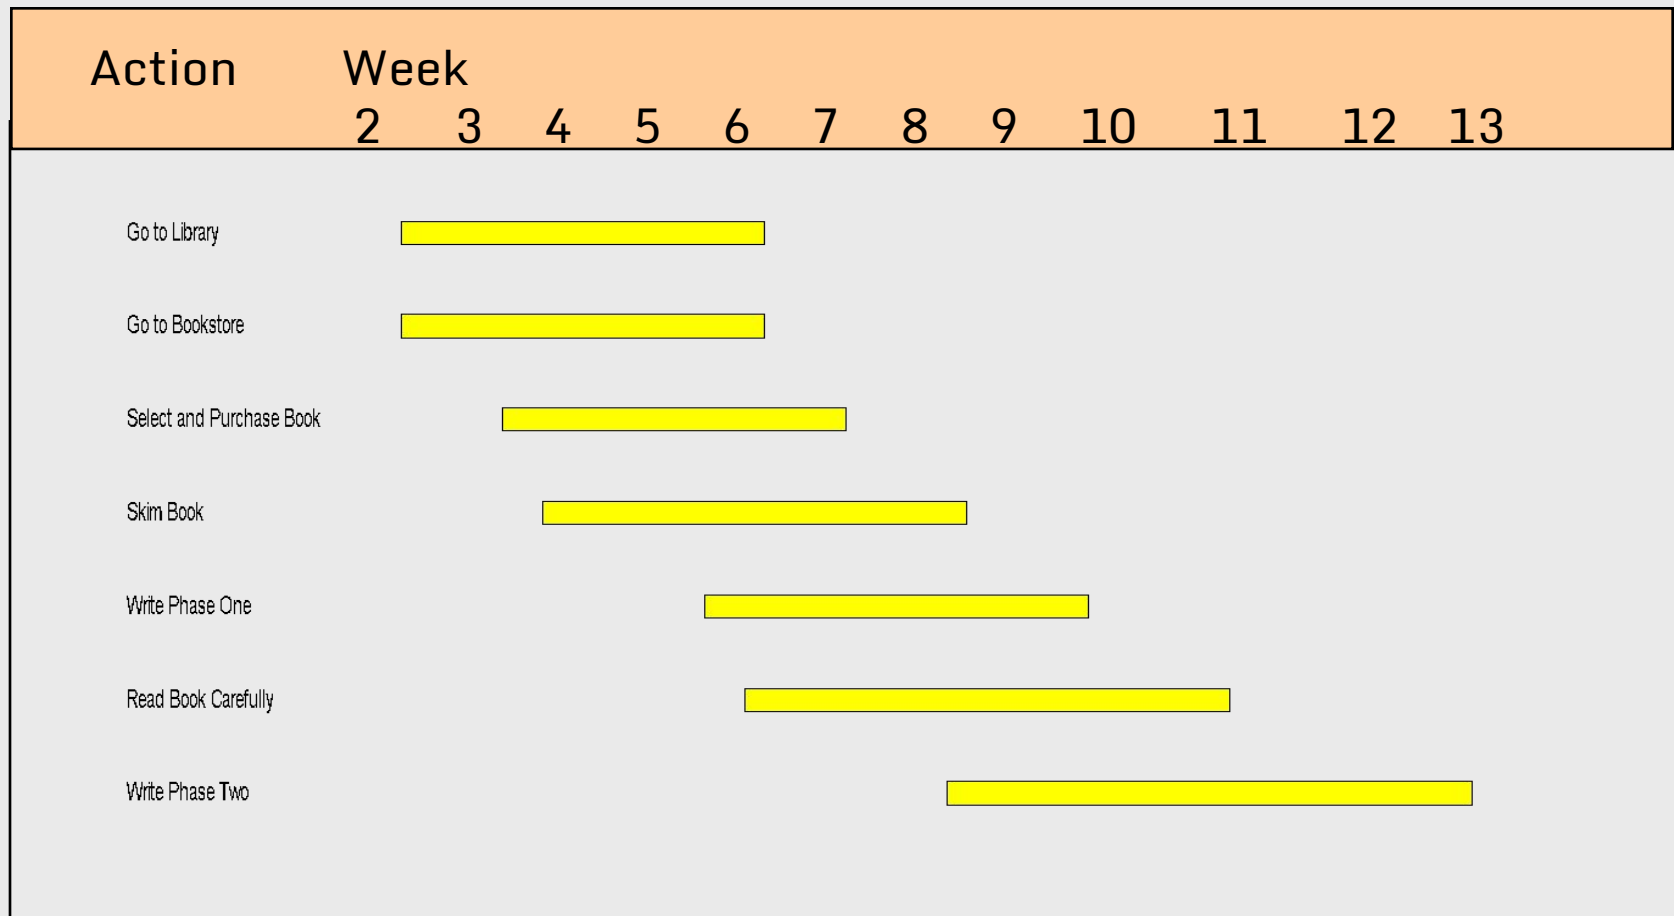 Action Week
2 3 4 5 6 7 8 9 10 11 12 13
Go to Library
Go to Bookstore
Select and Purchase Book
Skim Book
Write Phase One
Read Book Carefully
Write Phase Two